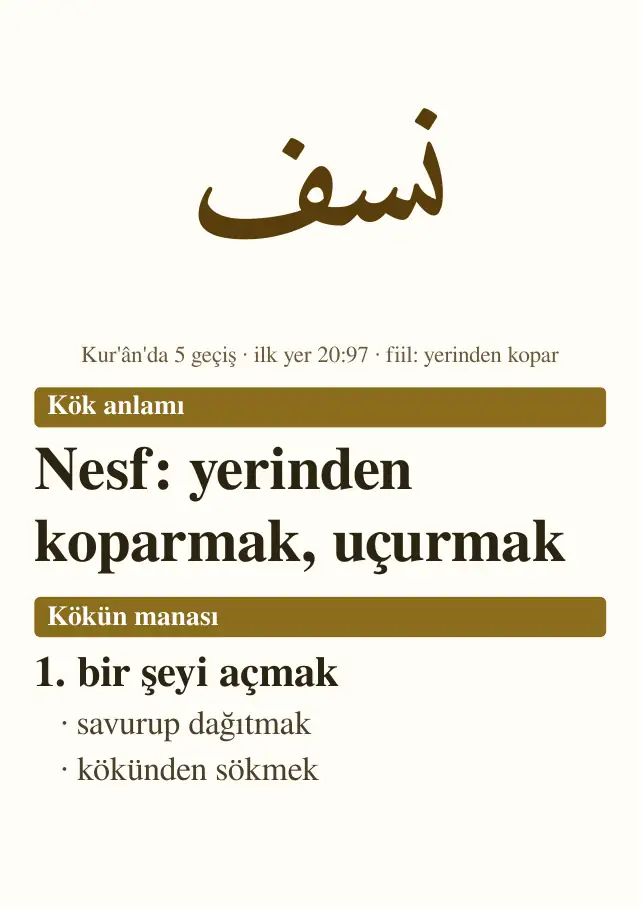 نسف
Kur'ân'da 5 geçiş · ilk yer 20:97 · fiil: yerinden kopar
Kök anlamı
Nesf: yerinden
koparmak, uçurmak
Kökün manası
1. bir şeyi açmak
· savurup dağıtmak
· kökünden sökmek